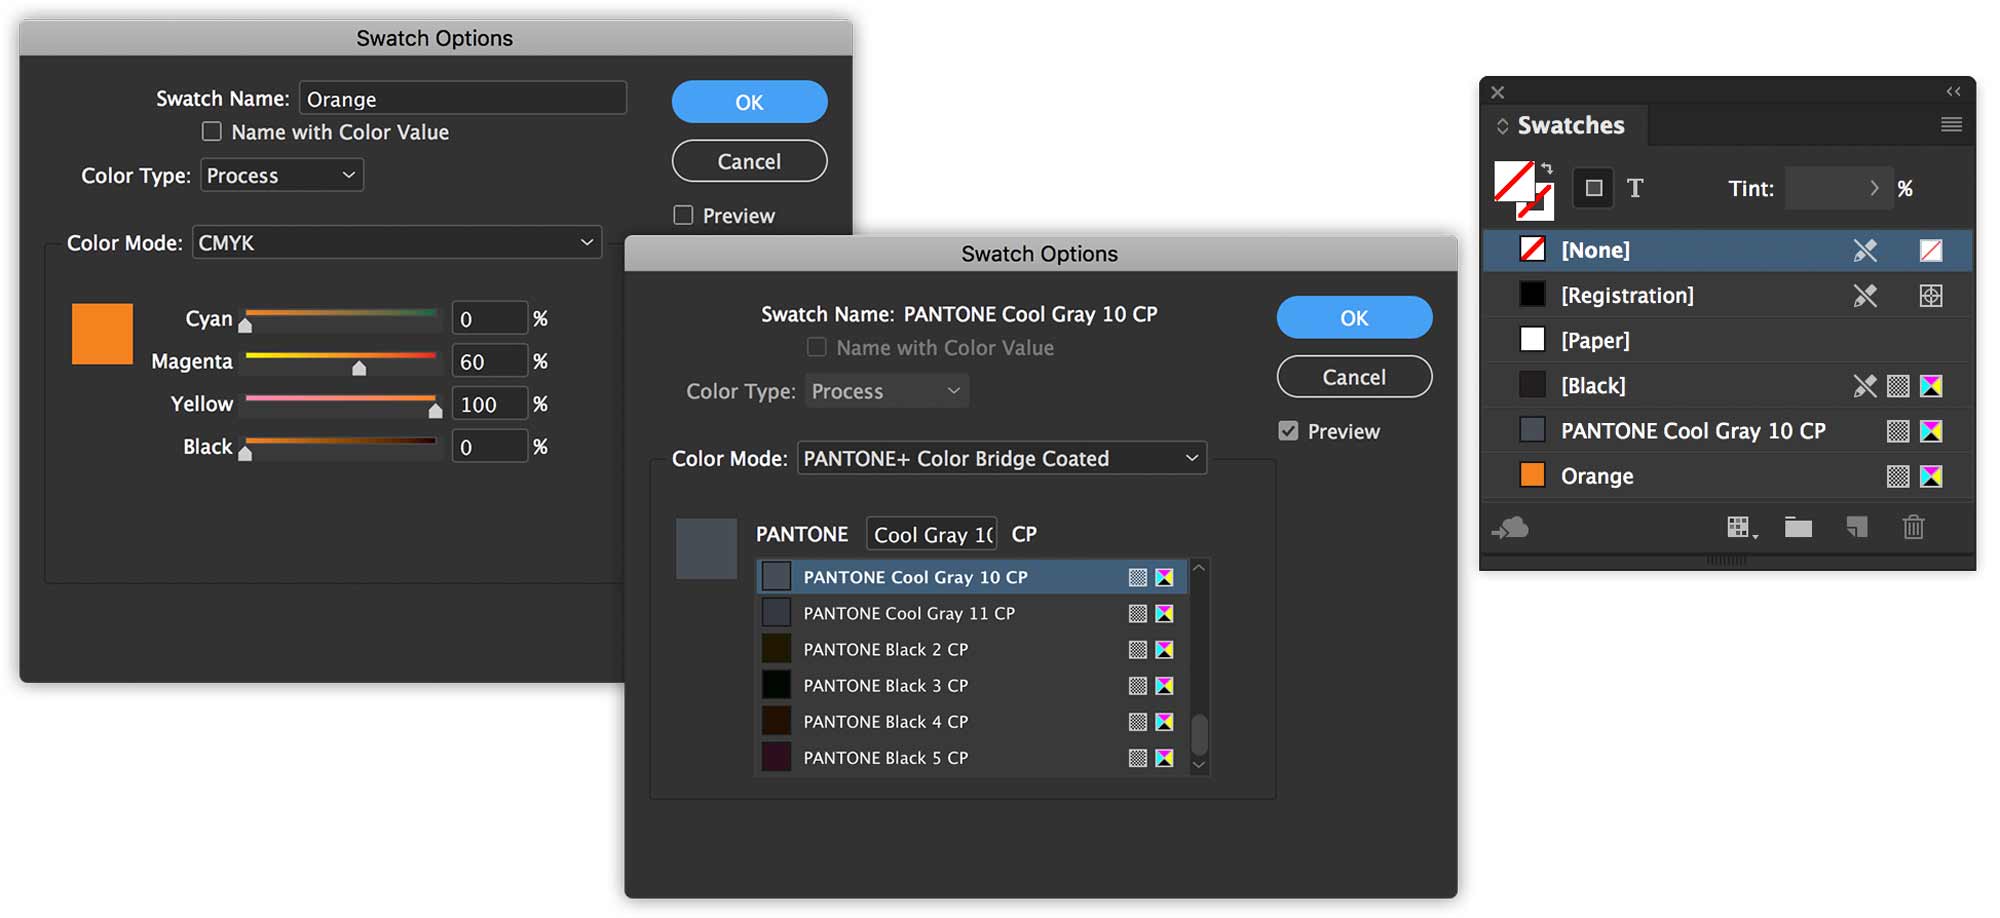 Swatch Options
Swatch Name: Orange
Name with Color Value
Color Type: Process
Color Mode: CMYK
Cyan 0 %
Magenta 60 %
Yellow 100 %
Black 0 %
OK
Cancel
Preview
Swatch Options
Swatch Name: PANTONE Cool Gray 10 CP
Name with Color Value
Color Type: Process
Color Mode: PANTONE+ Color Bridge Coated
PANTONE Cool Gray 10 CP
PANTONE Cool Gray 10 CP
PANTONE Cool Gray 11 CP
PANTONE Black 2 CP
PANTONE Black 3 CP
PANTONE Black 4 CP
PANTONE Black 5 CP
OK
Cancel
Preview
Swatches
T Tint: %
[None]
[Registration]
[Paper]
[Black]
PANTONE Cool Gray 10 CP
Orange